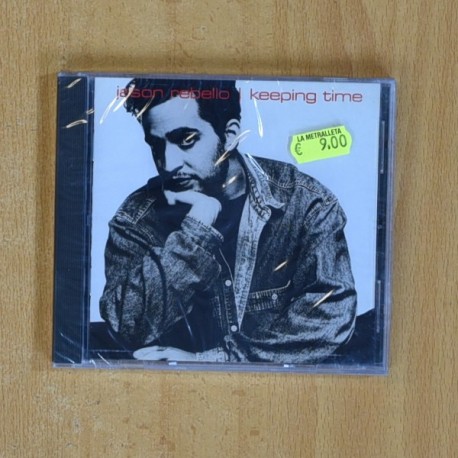 jason rebello | keeping time
LA METRALLETA
€ 9.00